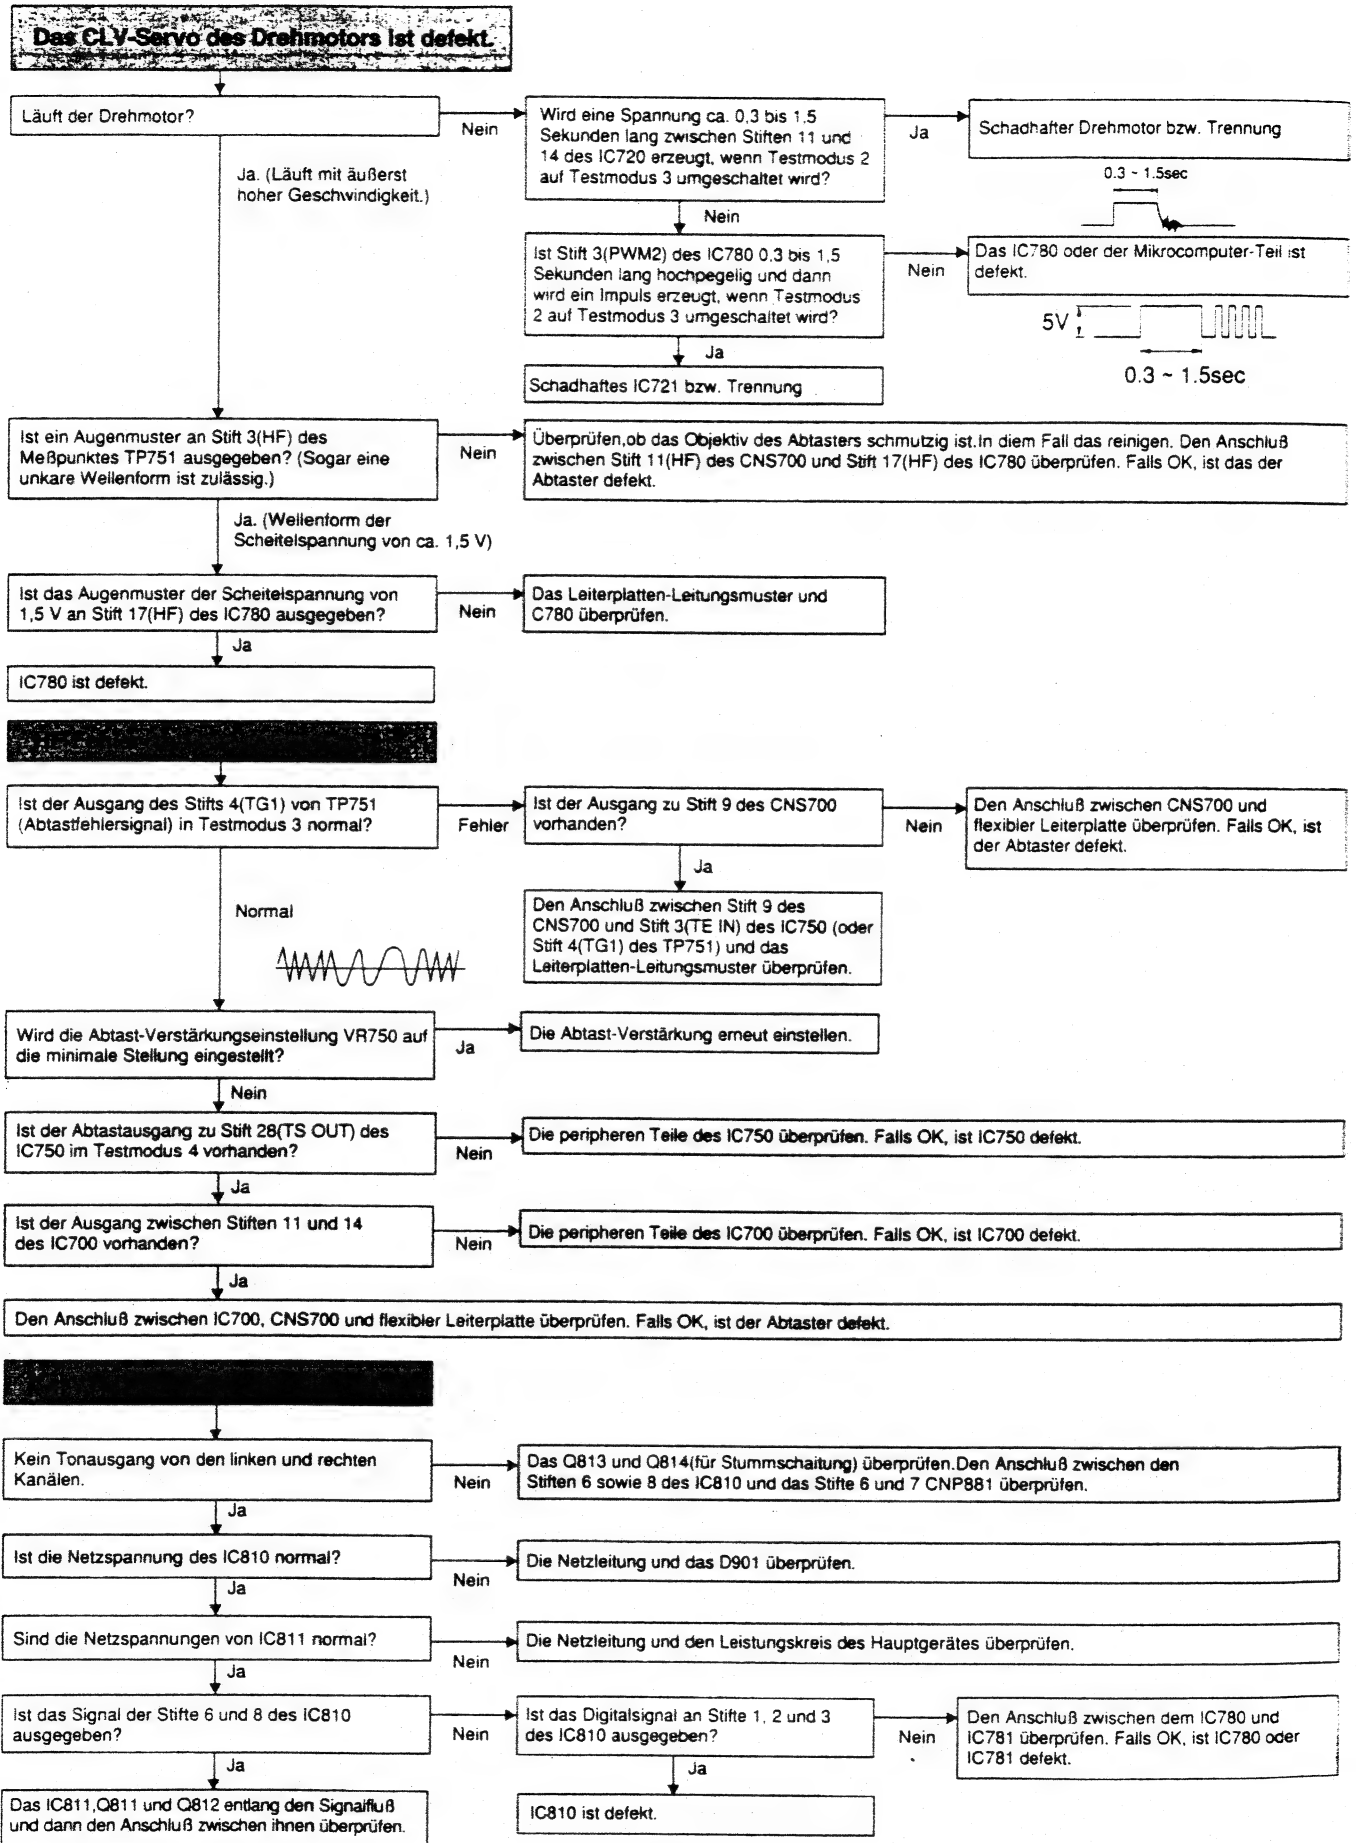 Das CLV-Servo des Drehmotors ist defekt.
Läuft der Drehmotor?
Nein
Wird eine Spannung ca. 0,3 bis 1,5
Sekunden lang zwischen Stiften 11 und
14 des IC720 erzeugt, wenn Testmodus 2
auf Testmodus 3 umgeschaltet wird?
Ja
Schadhafter Drehmotor bzw. Trennung
0.3 ~ 1.5sec
Ja. (Läuft mit äußerst
hoher Geschwindigkeit.)
Nein
Ist Stift 3(PWM2) des IC780 0,3 bis 1,5
Sekunden lang hochpegelig und dann
wird ein Impuls erzeugt, wenn Testmodus
2 auf Testmodus 3 umgeschaltet wird?
Nein
Das IC780 oder der Mikrocomputer-Teil ist
defekt.
5V
0.3 ~ 1.5sec
Ja
Schadhaftes IC721 bzw. Trennung
Ist ein Augenmuster an Stift 3(HF) des
Meßpunktes TP751 ausgegeben? (Sogar eine
unkare Wellenform ist zulässig.)
Nein
Überprüfen,ob das Objektiv des Abtasters schmutzig ist.In diem Fall das reinigen. Den Anschluß
zwischen Stift 11(HF) des CNS700 und Stift 17(HF) des IC780 überprüfen. Falls OK, ist das der
Abtaster defekt.
Ja. (Wellenform der
Scheitelspannung von ca. 1,5 V)
Ist das Augenmuster der Scheitelspannung von
1,5 V an Stift 17(HF) des IC780 ausgegeben?
Nein
Das Leiterplatten-Leitungsmuster und
C780 überprüfen.
Ja
IC780 ist defekt.
Ist der Ausgang des Stifts 4(TG1) von TP751
(Abtastfehlersignal) in Testmodus 3 normal?
Fehler
Ist der Ausgang zu Stift 9 des CNS700
vorhanden?
Nein
Den Anschluß zwischen CNS700 und
flexibler Leiterplatte überprüfen. Falls OK, ist
der Abtaster defekt.
Ja
Normal
Den Anschluß zwischen Stift 9 des
CNS700 und Stift 3(TE IN) des IC750 (oder
Stift 4(TG1) des TP751) und das
Leiterplatten-Leitungsmuster überprüfen.
Wird die Abtast-Verstärkungseinstellung VR750 auf
die minimale Stellung eingestellt?
Ja
Die Abtast-Verstärkung erneut einstellen.
Nein
Ist der Abtastausgang zu Stift 28(TS OUT) des
IC750 im Testmodus 4 vorhanden?
Nein
Die peripheren Teile des IC750 überprüfen. Falls OK, ist IC750 defekt.
Ja
Ist der Ausgang zwischen Stiften 11 und 14
des IC700 vorhanden?
Nein
Die peripheren Teile des IC700 überprüfen. Falls OK, ist IC700 defekt.
Ja
Den Anschluß zwischen IC700, CNS700 und flexibler Leiterplatte überprüfen. Falls OK, ist der Abtaster defekt.
Kein Tonausgang von den linken und rechten
Kanälen.
Nein
Das Q813 und Q814(für Stummschaltung) überprüfen.Den Anschluß zwischen den
Stiften 6 sowie 8 des IC810 und das Stifte 6 und 7 CNP881 überprüfen.
Ja
Ist die Netzspannung des IC810 normal?
Nein
Die Netzleitung und das D901 überprüfen.
Ja
Sind die Netzspannungen von IC811 normal?
Nein
Die Netzleitung und den Leistungskreis des Hauptgerätes überprüfen.
Ja
Ist das Signal der Stifte 6 und 8 des IC810
ausgegeben?
Nein
Ist das Digitalsignal an Stifte 1, 2 und 3
des IC810 ausgegeben?
Nein
Den Anschluß zwischen dem IC780 und
IC781 überprüfen. Falls OK, ist IC780 oder
IC781 defekt.
Ja
Ja
Das IC811,Q811 und Q812 entlang den Signalfluß
und dann den Anschluß zwischen ihnen überprüfen.
IC810 ist defekt.